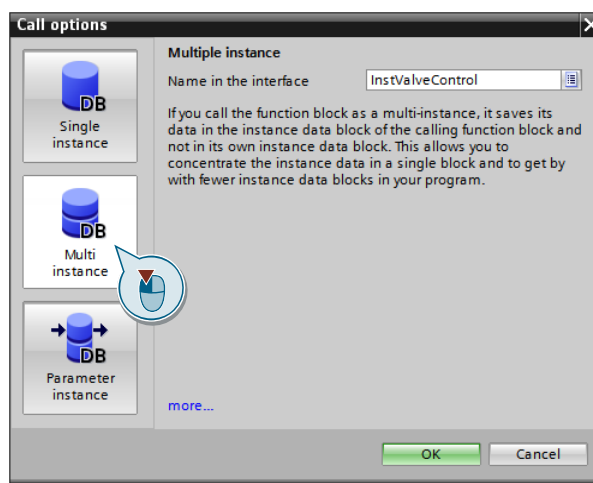 Call options
DB
Single
instance
DB
Multi
instance
DB
Parameter
instance
Multiple instance
Name in the interface InstValveControl
If you call the function block as a multi-instance, it saves its
data in the instance data block of the calling function block and
not in its own instance data block. This allows you to
concentrate the instance data in a single block and to get by
with fewer instance data blocks in your program.
more...
OK Cancel